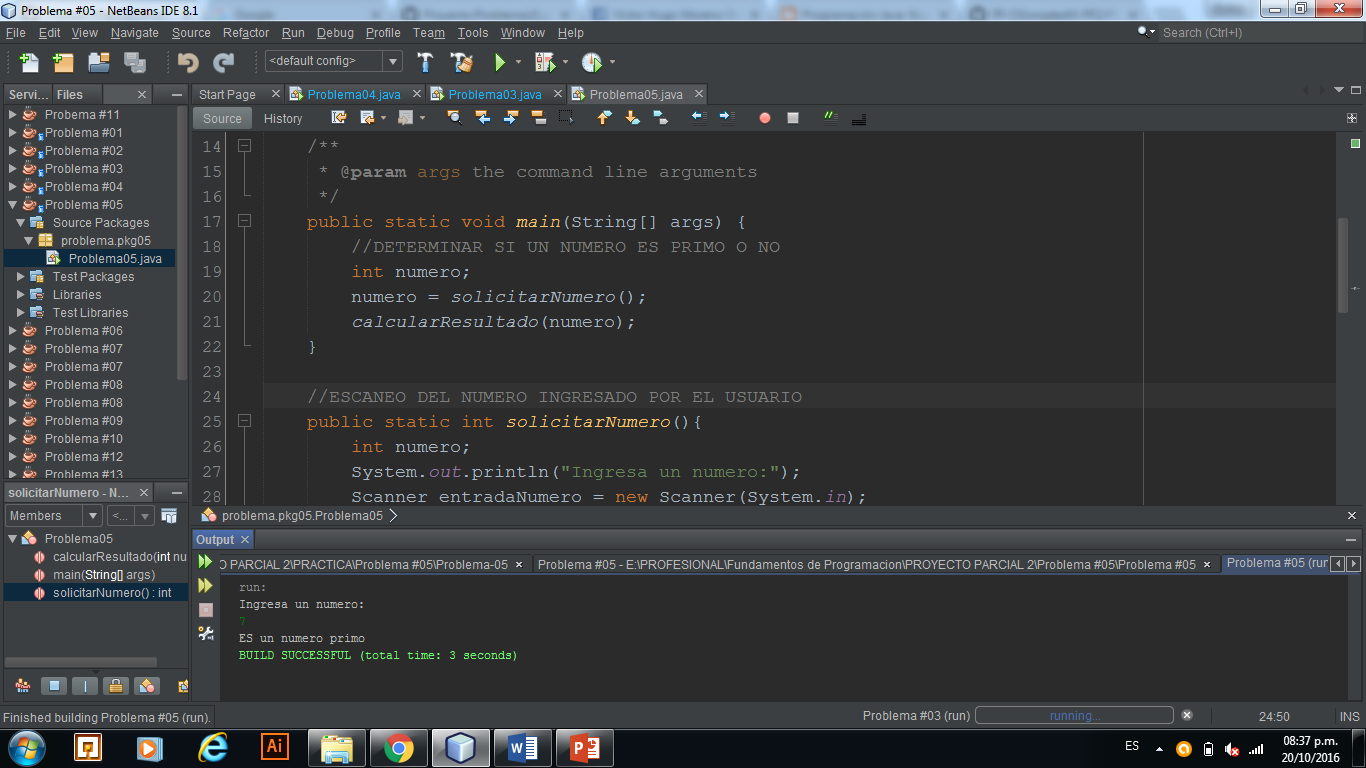 Problema #05 - NetBeans IDE 8.1
File Edit View Navigate Source Refactor Run Debug Profile Team Tools Window Help
Search (Ctrl+I)
<default config>
Servi... Files
Start Page Problema04.java Problema03.java Problema05.java
Source History
Probema #11
Problema #01
Problema #02
Problema #03
Problema #04
Problema #05
Source Packages
problema.pkg05
Problema05.java
Test Packages
Libraries
Test Libraries
Problema #06
Problema #07
Problema #07
Problema #08
Problema #08
Problema #09
Problema #10
Problema #12
Problema #13
14 /**
15 * @param args the command line arguments
16 */
17 public static void main(String[] args) {
18 //DETERMINAR SI UN NUMERO ES PRIMO O NO
19 int numero;
20 numero = solicitarNumero();
21 calcularResultado(numero);
22 }
23
24 //ESCANEO DEL NUMERO INGRESADO POR EL USUARIO
25 public static int solicitarNumero(){
26 int numero;
27 System.out.println("Ingresa un numero:");
28 Scanner entradaNumero = new Scanner(System.in);
problema.pkg05.Problema05
solicitarNumero - N...
Members <...
Problema05
calcularResultado(int nu
main(String[] args)
solicitarNumero() : int
Output
O PARCIAL 2\PRACTICA\Problema #05\Problema-05 Problema #05 - E:\PROFESIONAL\Fundamentos de Programacion\PROYECTO PARCIAL 2\Problema #05\Problema #05 Problema #05 (run
run:
Ingresa un numero:
7
ES un numero primo
BUILD SUCCESSFUL (total time: 3 seconds)
Finished building Problema #05 (run).
Problema #03 (run) running... 24:50 INS
Ai
ES
08:37 p.m.
20/10/2016